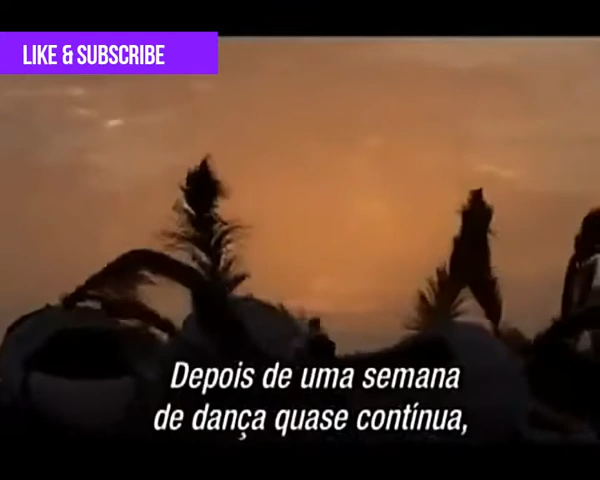 LIKE & SUBSCRIBE
Depois de uma semana
de dança quase contínua,